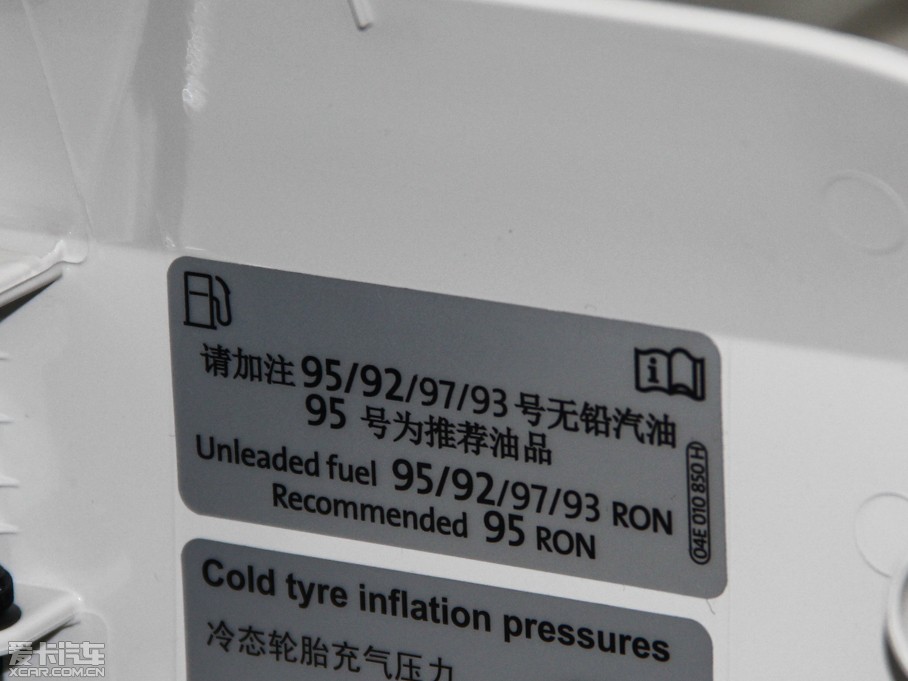 请加注 95/92/97/93 号无铅汽油
95 号为推荐油品
Unleaded fuel 95/92/97/93 RON
Recommended 95 RON
04E 010 850 H
Cold tyre inflation pressures
冷态轮胎充气压力
爱卡汽车
XCAR.COM.CN